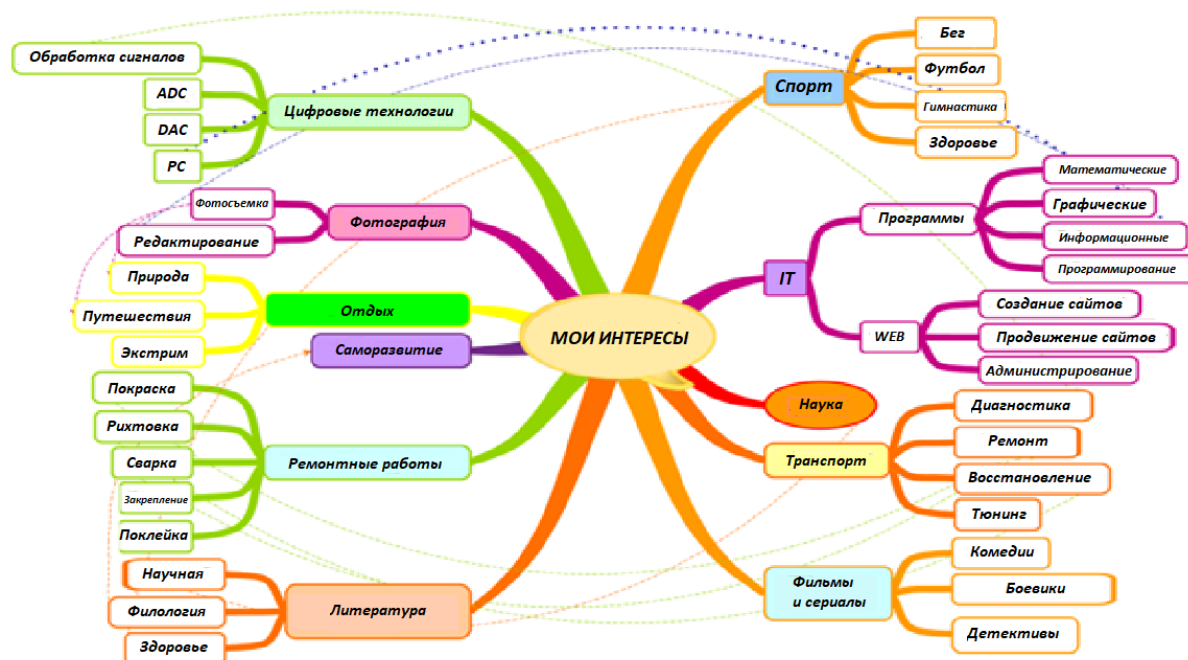 МОИ ИНТЕРЕСЫ
Цифровые технологии
Обработка сигналов
ADC
DAC
PC
Фотография
Фотосъемка
Редактирование
Отдых
Природа
Путешествия
Экстрим
Саморазвитие
Ремонтные работы
Покраска
Рихтовка
Сварка
Закрепление
Поклейка
Литература
Научная
Филология
Здоровье
Спорт
Бег
Футбол
Гимнастика
Здоровье
IT
Программы
Математические
Графические
Информационные
Программирование
WEB
Создание сайтов
Продвижение сайтов
Администрирование
Наука
Транспорт
Диагностика
Ремонт
Восстановление
Тюнинг
Фильмы
и сериалы
Комедии
Боевики
Детективы